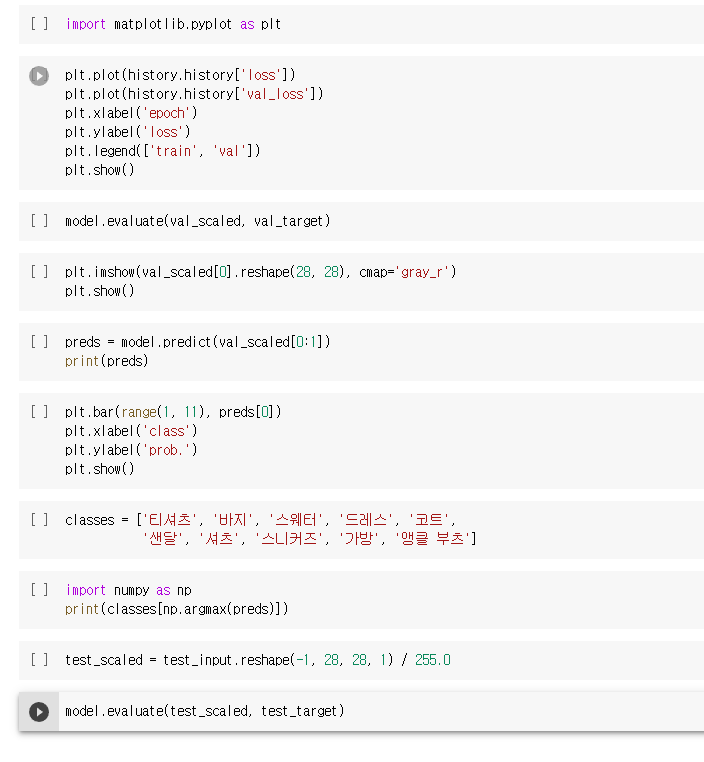 [ ] import matplotlib.pyplot as plt
plt.plot(history.history['loss'])
plt.plot(history.history['val_loss'])
plt.xlabel('epoch')
plt.ylabel('loss')
plt.legend(['train', 'val'])
plt.show()
[ ] model.evaluate(val_scaled, val_target)
[ ] plt.imshow(val_scaled[0].reshape(28, 28), cmap='gray_r')
plt.show()
[ ] preds = model.predict(val_scaled[0:1])
print(preds)
[ ] plt.bar(range(1, 11), preds[0])
plt.xlabel('class')
plt.ylabel('prob.')
plt.show()
[ ] classes = ['티셔츠', '바지', '스웨터', '드레스', '코트',
'샌달', '셔츠', '스니커즈', '가방', '앵클 부츠']
[ ] import numpy as np
print(classes[np.argmax(preds)])
[ ] test_scaled = test_input.reshape(-1, 28, 28, 1) / 255.0
model.evaluate(test_scaled, test_target)